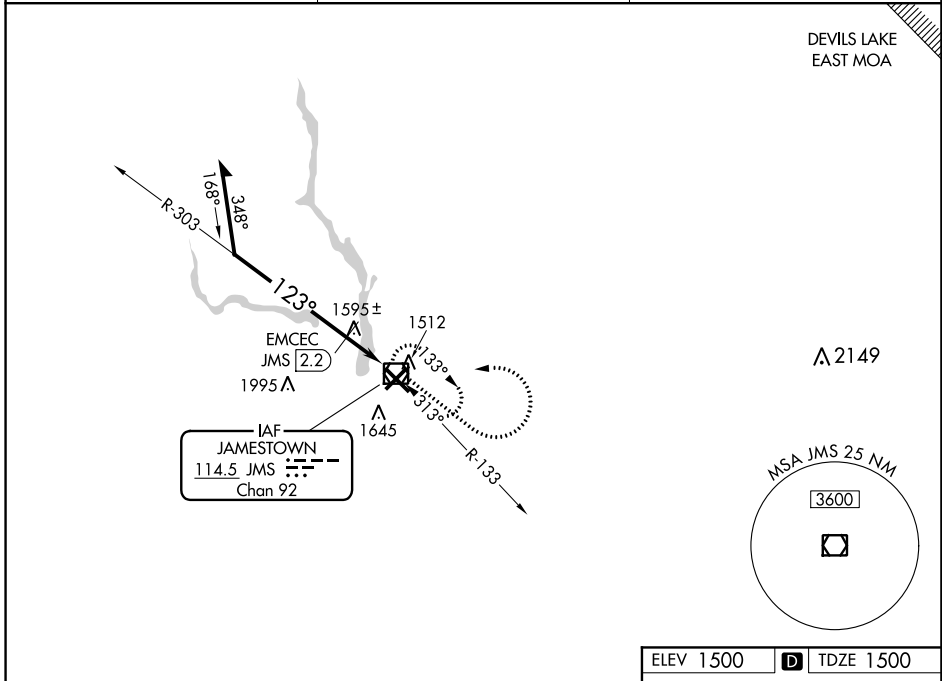 DEVILS LAKE
EAST MOA
R-303
168°
348°
123°
1595 ±
1512
EMCEC
JMS 2.2
133°
2149
1995
313°
1645
R-133
IAF
JAMESTOWN
114.5 JMS
Chan 92
MSA JMS 25 NM
3600
ELEV 1500 D TDZE 1500